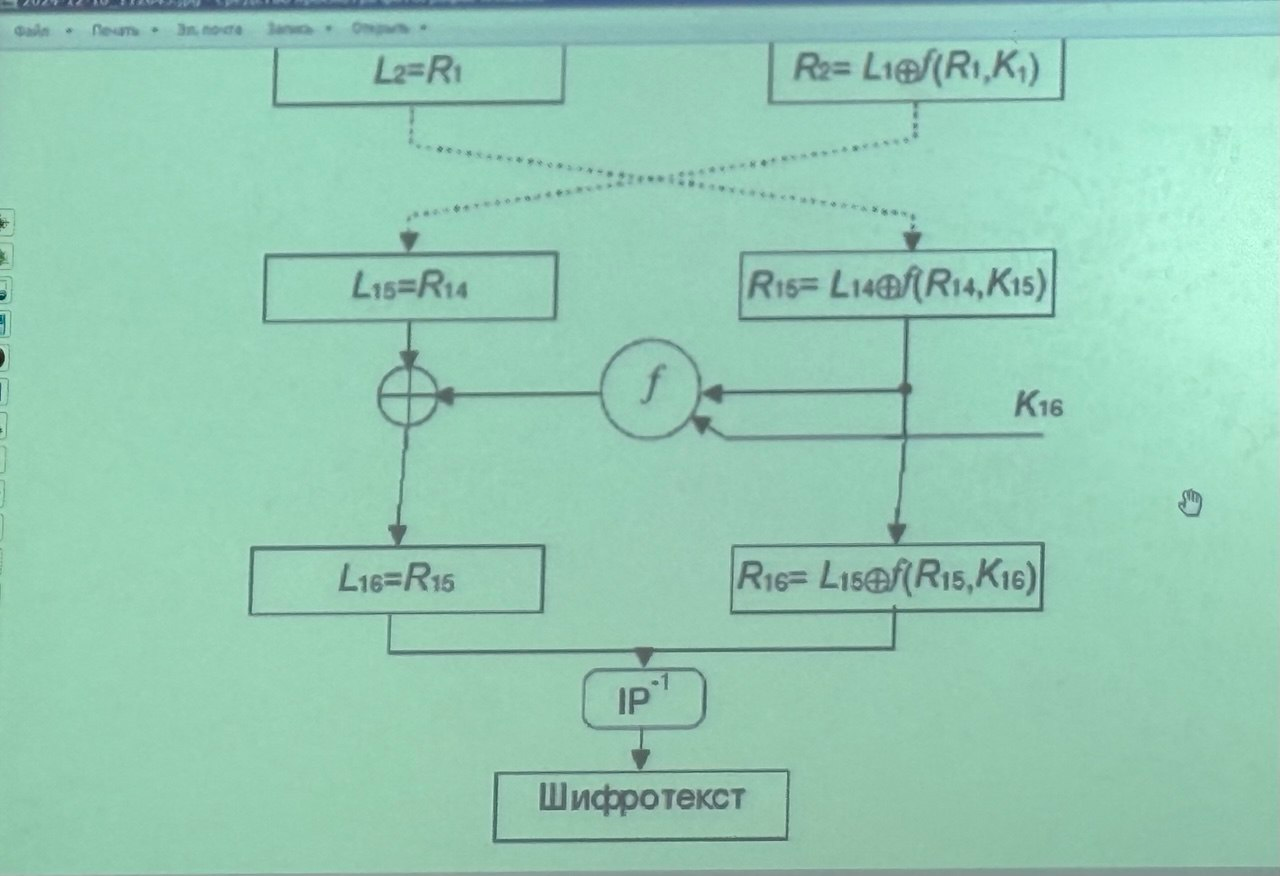 Файл Печать Эл. почта Запись Открыть
L2=R1
R2= L1⊕f(R1,K1)
L15=R14
R15= L14⊕f(R14,K15)
f
K16
L16=R15
R16= L15⊕f(R15,K16)
IP-1
Шифротекст